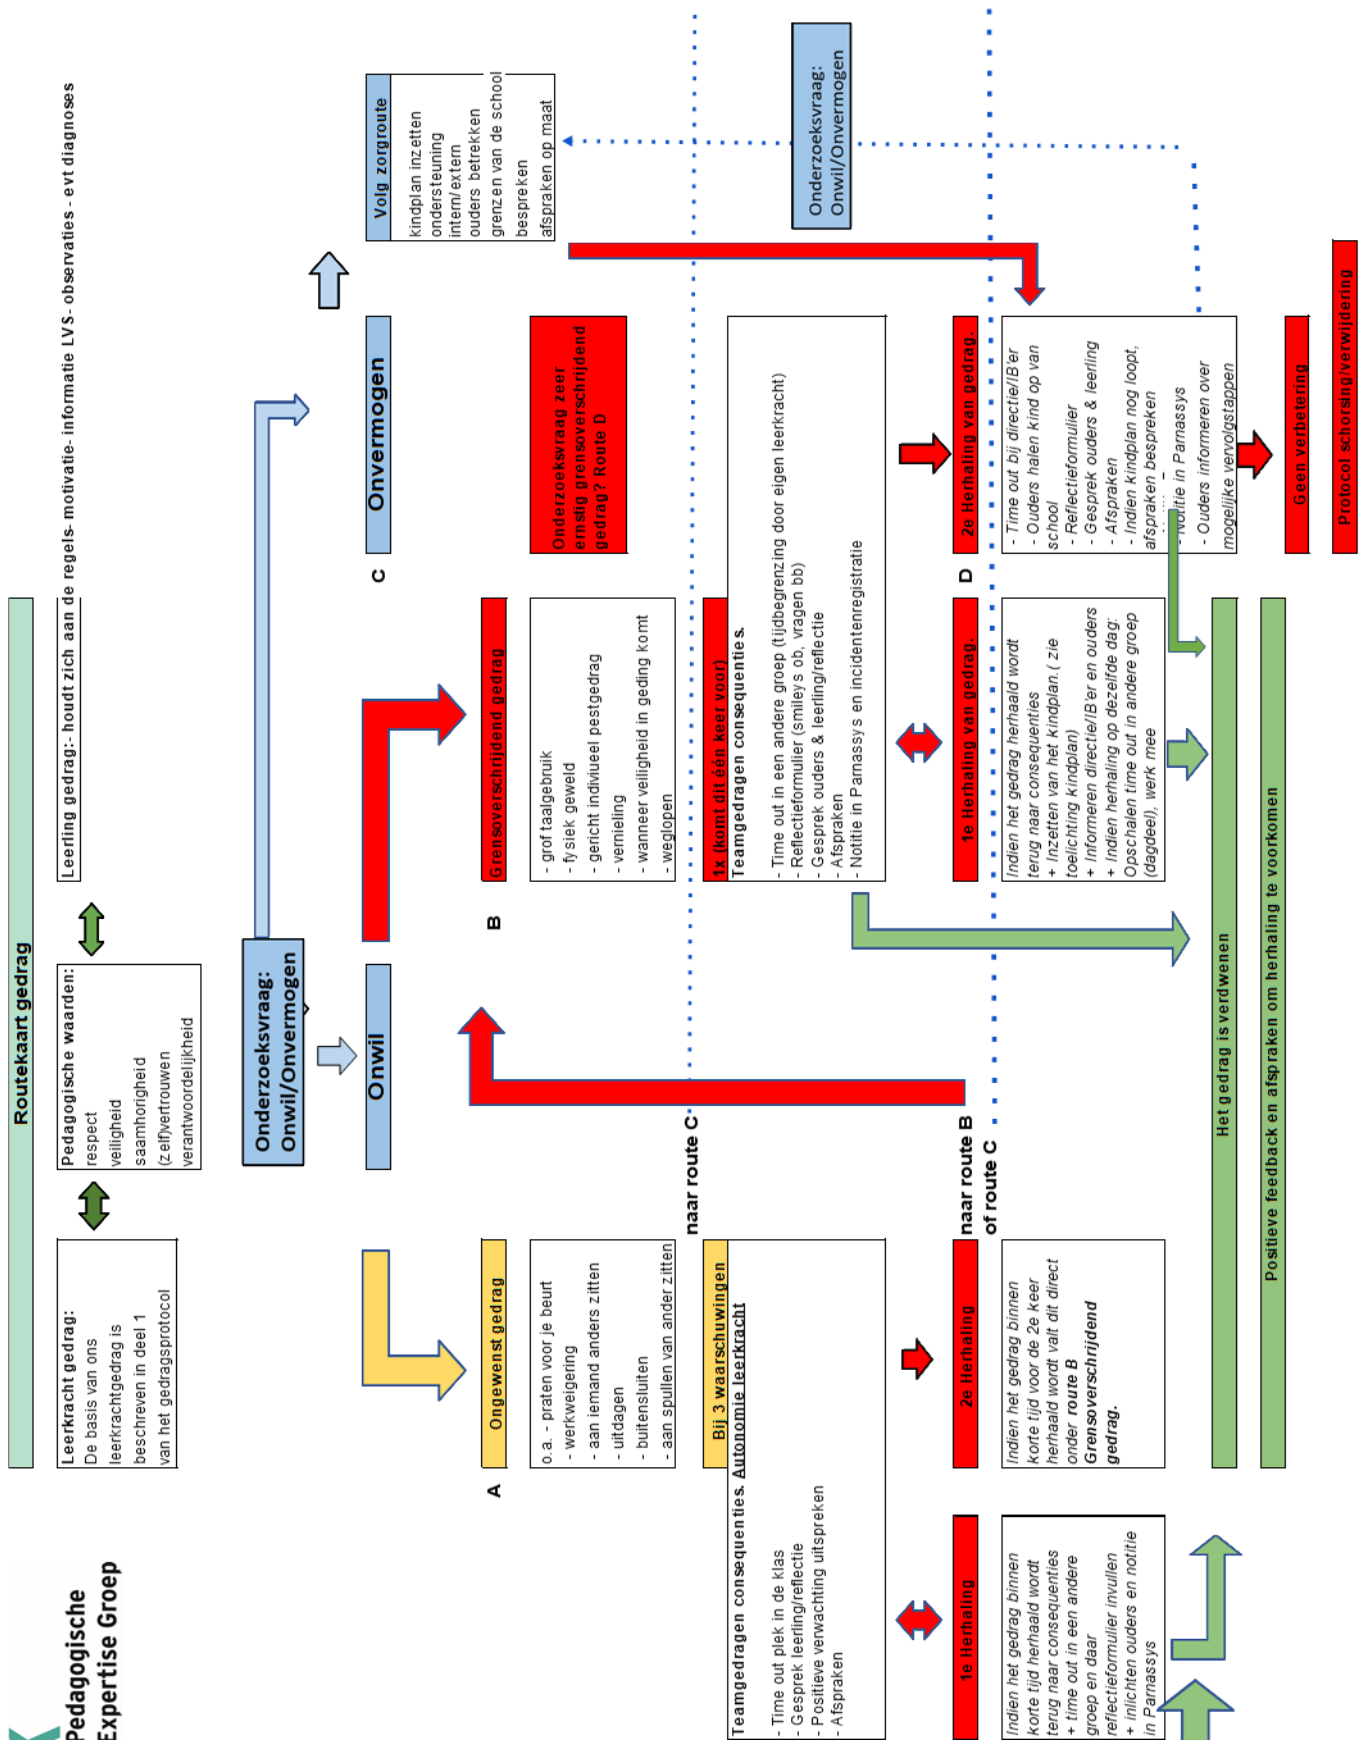 Pedagogische
Expertise Groep
Routekaart gedrag
Leerkracht gedrag:
De basis van ons
leerkrachtgedrag is
beschreven in deel 1
van het gedragsprotocol
Pedagogische waarden:
respect
veiligheid
saamhorigheid
(zelf)vertrouwen
verantwoordelijkheid
Leerling gedrag:- houdt zich aan de regels- motivatie- informatie LVS- observaties - evt diagnoses
Onderzoeksvraag:
Onwil/Onvermogen
Onwil
C
Onvermogen
Volg zorgroute
kindplan inzetten
ondersteuning
intern/extern
ouders betrekken
grenzen van de school
bespreken
afspraken op maat
A
Ongewenst gedrag
o.a. - praten voor je beurt
- werkweigering
- aan iemand anders zitten
- uitdagen
- buitensluiten
- aan spullen van ander zitten
Bij 3 waarschuwingen
Teamgedragen consequenties. Autonomie leerkracht
- Time out plek in de klas
- Gesprek leerling/reflectie
- Positieve verwachting uitspreken
- Afspraken
1e Herhaling
Indien het gedrag binnen
korte tijd herhaald wordt
terug naar consequenties
+ time out in een andere
groep en daar
reflectieformulier invullen
+ inlichten ouders en notitie
in Parnassys
2e Herhaling
Indien het gedrag binnen
korte tijd voor de 2e keer
herhaald wordt valt dit direct
onder route B
Grensoverschrijdend
gedrag.
naar route C
naar route B
of route C
B
Grensoverschrijdend gedrag
- grof taalgebruik
- fysiek geweld
- gericht indiviueel pestgedrag
- vernieling
- wanneer veiligheid in geding komt
- weglopen
Onderzoeksvraag zeer
ernstig grensoverschrijdend
gedrag? Route D
1x (komt dit één keer voor)
Teamgedragen consequenties.
- Time out in een andere groep (tijdbegrenzing door eigen leerkracht)
- Reflectieformulier (smileys ob, vragen bb)
- Gesprek ouders & leerling/reflectie
- Afspraken
- Notitie in Parnassys en incidentenregistratie
1e Herhaling van gedrag.
Indien het gedrag herhaald wordt
terug naar consequenties
+ Inzetten van het kindplan.( zie
toelichting kindplan)
+ Informeren directie/IB'er en ouders
+ Indien herhaling op dezelfde dag:
Opschalen time out in andere groep
(dagdeel), werk mee
D
2e Herhaling van gedrag.
- Time out bij directie/IB'er
- Ouders halen kind op van
school
- Reflectieformulier
- Gesprek ouders & leerling
- Afspraken
- Indien kindplan nog loopt,
afspraken bespreken
- Notitie in Parnassys
- Ouders informeren over
mogelijke vervolgstappen
Onderzoeksvraag:
Onwil/Onvermogen
Het gedrag is verdwenen
Positieve feedback en afspraken om herhaling te voorkomen
Geen verbetering
Protocol schorsing/verwijdering